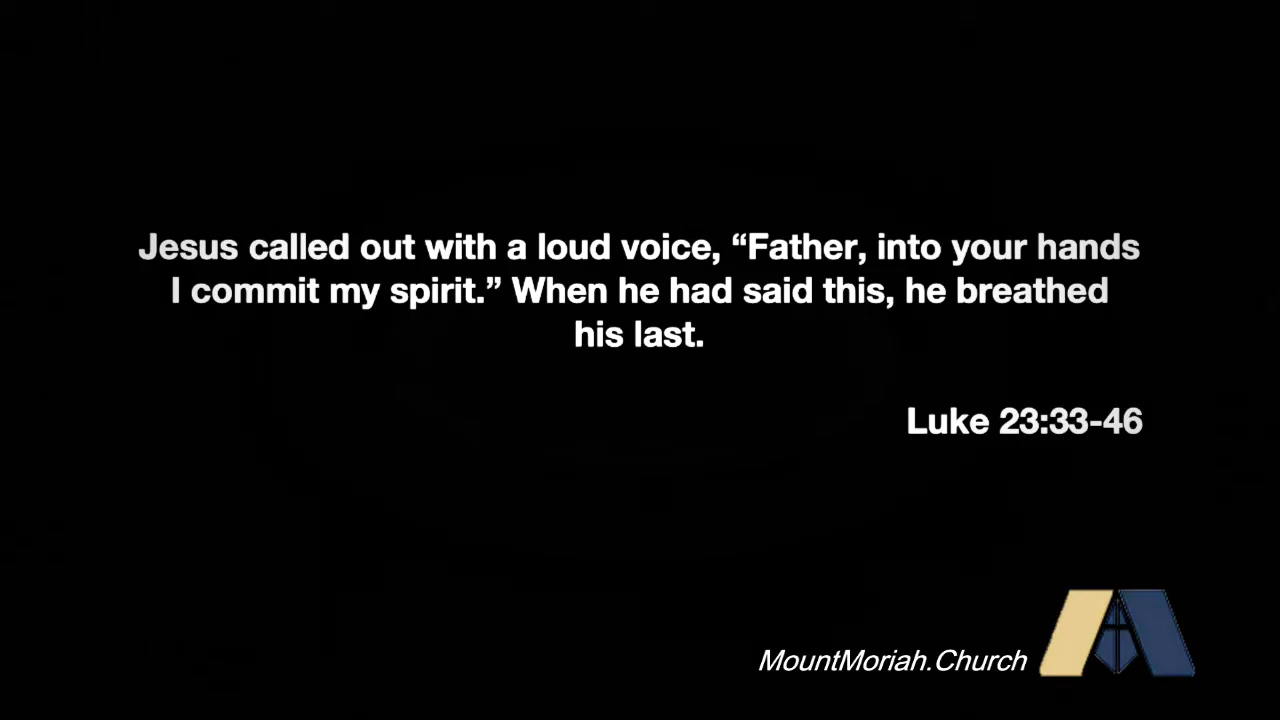 Jesus called out with a loud voice, “Father, into your hands
I commit my spirit.” When he had said this, he breathed
his last.
Luke 23:33-46
MountMoriah.Church